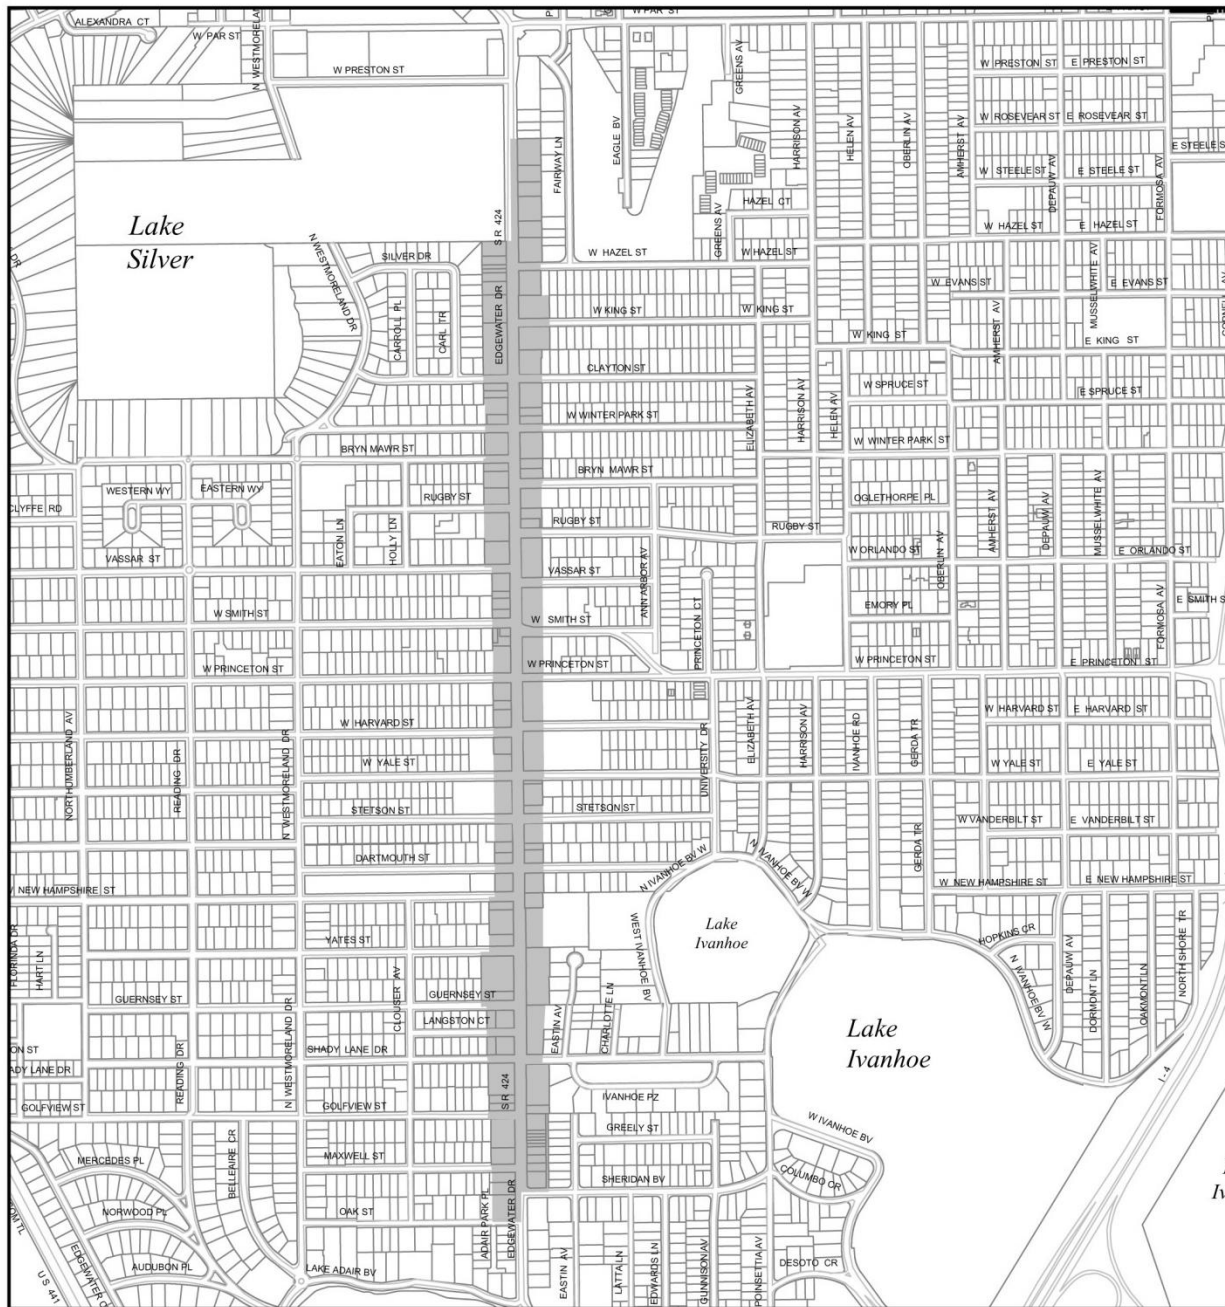 ALEXANDRA CT
W PAR ST
W PAR ST
W PRESTON ST
GREENS AV
W PRESTON ST
E PRESTON ST
W ROSEVEAR ST
E ROSEVEAR ST
E STEELE S
FAIRWAY LN
EAGLE BV
HARRISON AV
HELEN AV
OBERLIN AV
AMHERST AV
W STEELE ST
E STEELE ST
DEPAUW AV
FORMOSA AV
HAZEL CT
GREENS AV
W HAZEL ST
W HAZEL ST
W HAZEL ST
E HAZEL ST
Lake
Silver
N WESTMORELAND DR
SILVER DR
SR 424
EDGEWATER DR
CARROLL PL
CARL TR
W EVANS ST
E EVANS ST
MUSSELWHITE AV
AMHERST AV
W KING ST
W KING ST
W KING ST
E KING ST
CLAYTON ST
W SPRUCE ST
E SPRUCE ST
W WINTER PARK ST
ELIZABETH AV
HARRISON AV
HELEN AV
W WINTER PARK ST
BRYN MAWR ST
BRYN MAWR ST
WESTERN WY
EASTERN WY
RUGBY ST
OGLETHORPE PL
LYFFE RD
RUGBY ST
RUGBY ST
AMHERST AV
DEPAUW AV
MUSSELWHITE AV
EATON LN
HOLLY LN
VASSAR ST
VASSAR ST
ANN ARBOR AV
W ORLANDO ST
OBERLIN AV
E ORLANDO ST
W SMITH ST
W SMITH ST
PRINCETON CT
EMORY PL
FORMOSA AV
E SMITH S
W PRINCETON ST
W PRINCETON ST
W PRINCETON ST
E PRINCETON ST
NORTHUMBERLAND AV
READING DR
N WESTMORELAND DR
W HARVARD ST
UNIVERSITY DR
ELIZABETH AV
HARRISON AV
IVANHOE RD
GERDA TR
W HARVARD ST
E HARVARD ST
W YALE ST
W YALE ST
E YALE ST
STETSON ST
STETSON ST
W VANDERBILT ST
E VANDERBILT ST
DARTMOUTH ST
N IVANHOE BV W
N IVANHOE BV W
GERDA TR
W NEW HAMPSHIRE ST
W NEW HAMPSHIRE ST
E NEW HAMPSHIRE ST
FLORINDA DR
HART LN
YATES ST
WEST IVANHOE BV
Lake
Ivanhoe
HOPKINS CR
N IVANHOE BV W
DEPAUW AV
DORMONT LN
OAKMONT LN
NORTH SHORE TR
GUERNSEY ST
CLOUSER AV
GUERNSEY ST
LANGSTON CT
EASTIN AV
CHARLOTTE LN
Lake
Ivanhoe
ON ST
ADY LANE DR
READING DR
N WESTMORELAND DR
SHADY LANE DR
I - 4
GOLFVIEW ST
GOLFVIEW ST
SR 424
IVANHOE PZ
W IVANHOE BV
GREELY ST
MERCEDES PL
BELLEAIRE CR
MAXWELL ST
SHERIDAN BV
COLUMBO CR
NORWOOD PL
OAK ST
ADAIR PARK PL
EDGEWATER DR
OM TL
US 441
EDGEWATER C
AUDUBON PL
LAKE ADAIR BV
EASTIN AV
LATTA LN
EDWARDS LN
GUNNISON AV
POINSETTIA AV
DESOTO CR